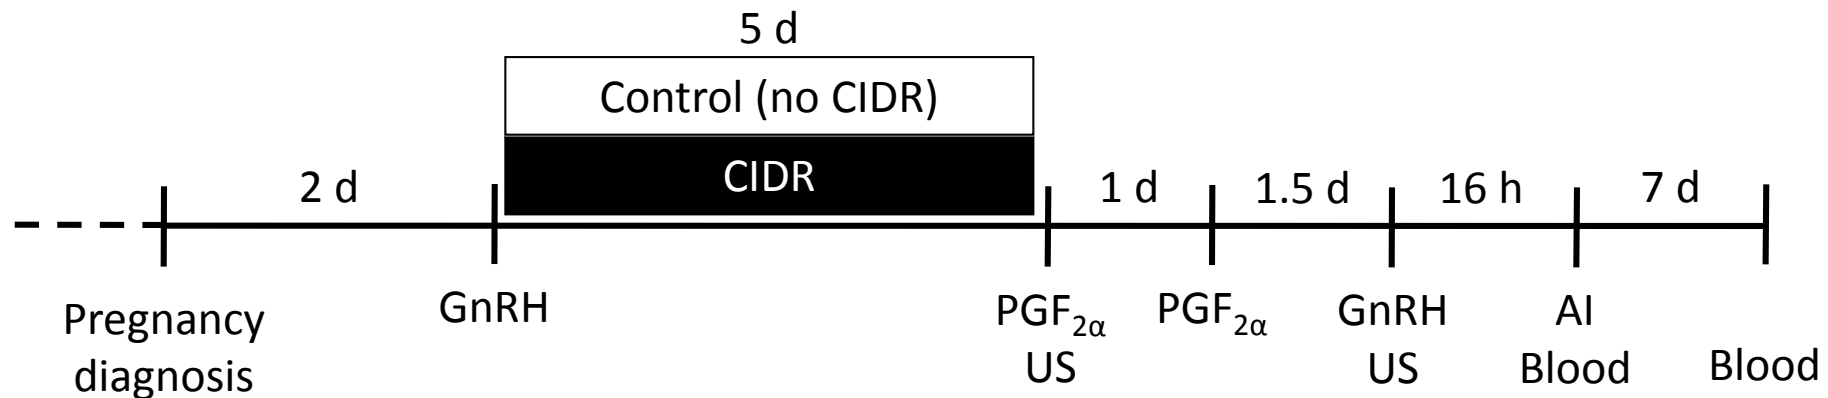 5 d
Control (no CIDR)
CIDR
2 d
1 d
1.5 d
16 h
7 d
Pregnancy
diagnosis
GnRH
PGF2α
US
PGF2α
GnRH
US
AI
Blood
Blood